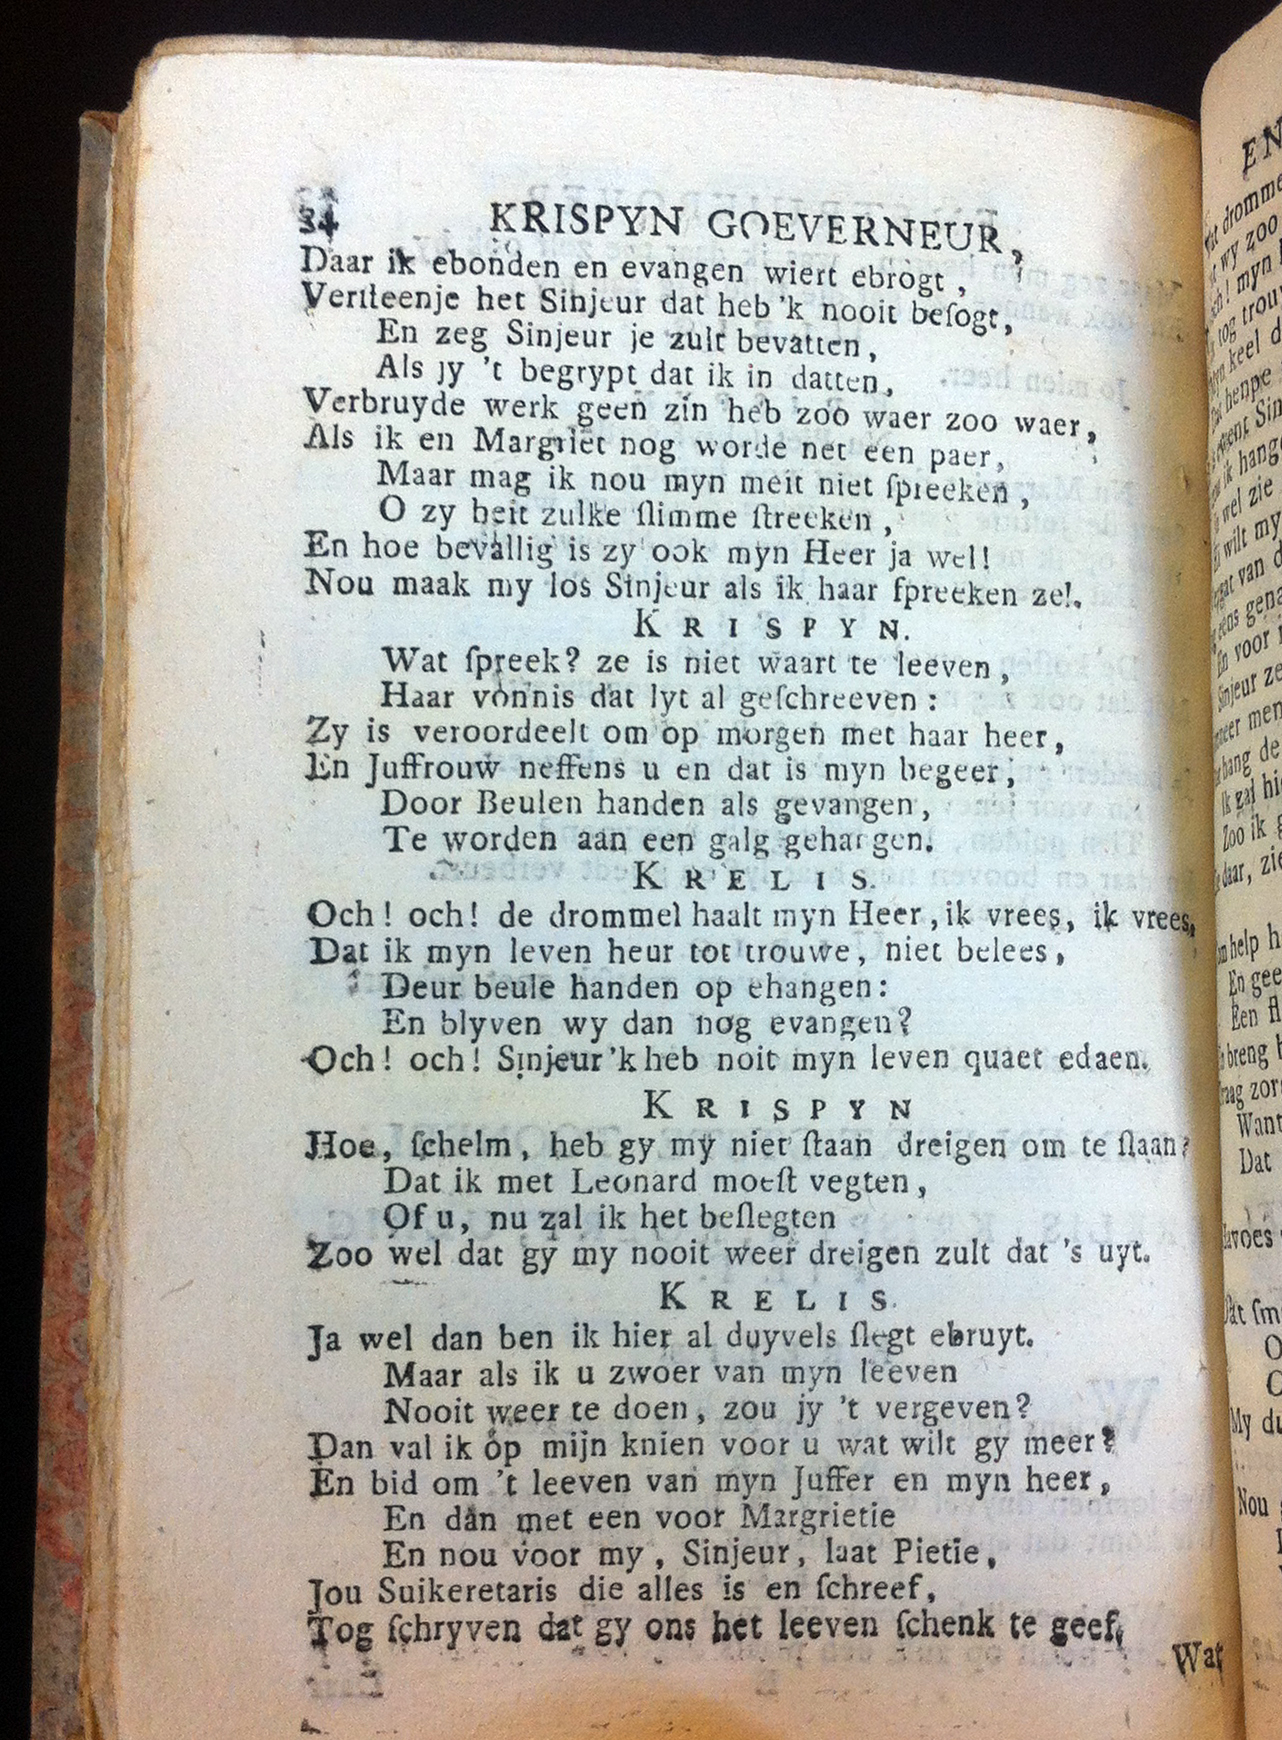 34 KRISPYN GOEVERNEUR,
Daar ik ebonden en evangen wiert ebrogt,
Versteenje het Sinjeur dat heb 'k nooit beſogt,
En zeg Sinjeur je zult bevatten,
Als jy 't begrypt dat ik in datten,
Verbruyde werk geen zin heb zoo waer zoo waer,
Als ik en Margriet nog worde net een paer,
Maar mag ik nou myn meit niet ſpreeken,
O zy heit zulke ſlimme ſtreeken,
En hoe bevallig is zy ook myn Heer ja wel!
Nou maak my los Sinjeur als ik haar ſpreeken zel.
KRISPYN.
Wat ſpreek? ze is niet waart te leeven,
Haar vonnis dat lyt al geſchreeven:
Zy is veroordeelt om op morgen met haar heer,
En Juffrouw neffens u en dat is myn begeer,
Door Beulen handen als gevangen,
Te worden aan een galg gehangen.
KRELIS.
Och! och! de drommel haalt myn Heer, ik vrees, ik vrees,
Dat ik myn leven heur tot trouwe, niet belees,
Deur beule handen op ehangen:
En blyven wy dan nog evangen?
Och! och! Sinjeur 'k heb noit myn leven quaet edaen.
KRISPYN
Hoe, ſchelm, heb gy my niet ſtaan dreigen om te ſlaan?
Dat ik met Leonard moeſt vegten,
Of u, nu zal ik het beſlegten
Zoo wel dat gy my nooit weer dreigen zult dat 's uyt.
KRELIS.
Ja wel dan ben ik hier al duyvels ſlegt ebruyt.
Maar als ik u zwoer van myn leeven
Nooit weer te doen, zou jy 't vergeven?
Dan val ik op mijn knien voor u wat wilt gy meer?
En bid om 't leeven van myn Juffer en myn heer,
En dan met een voor Margrietie
En nou voor my, Sinjeur, laat Pietie,
Jou Suikeretaris die alles is en ſchreef,
Tog ſchryven dat gy ons het leeven ſchenk te geef,
Wat